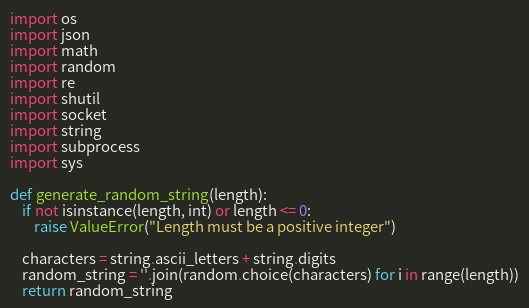 import os
import json
import math
import random
import re
import shutil
import socket
import string
import subprocess
import sys

def generate_random_string(length):
    if not isinstance(length, int) or length <= 0:
        raise ValueError("Length must be a positive integer")

    characters = string.ascii_letters + string.digits
    random_string = ''.join(random.choice(characters) for i in range(length))
    return random_string